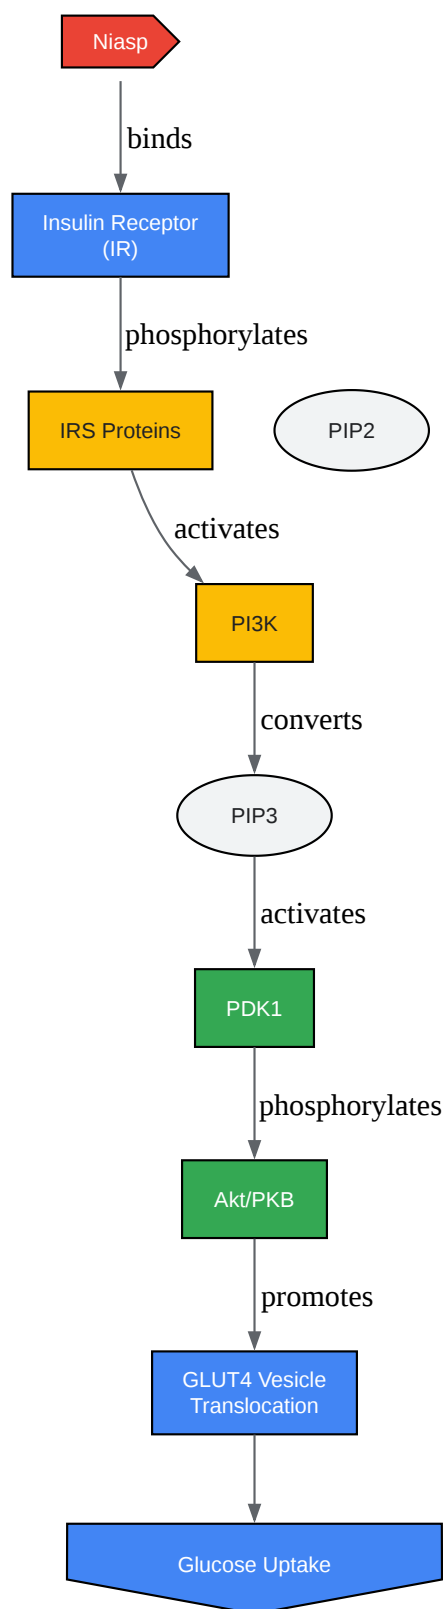 Niasp
binds
Insulin Receptor
(IR)
phosphorylates
IRS Proteins
PIP2
activates
PI3K
converts
PIP3
activates
PDK1
phosphorylates
Akt/PKB
promotes
GLUT4 Vesicle
Translocation
Glucose Uptake